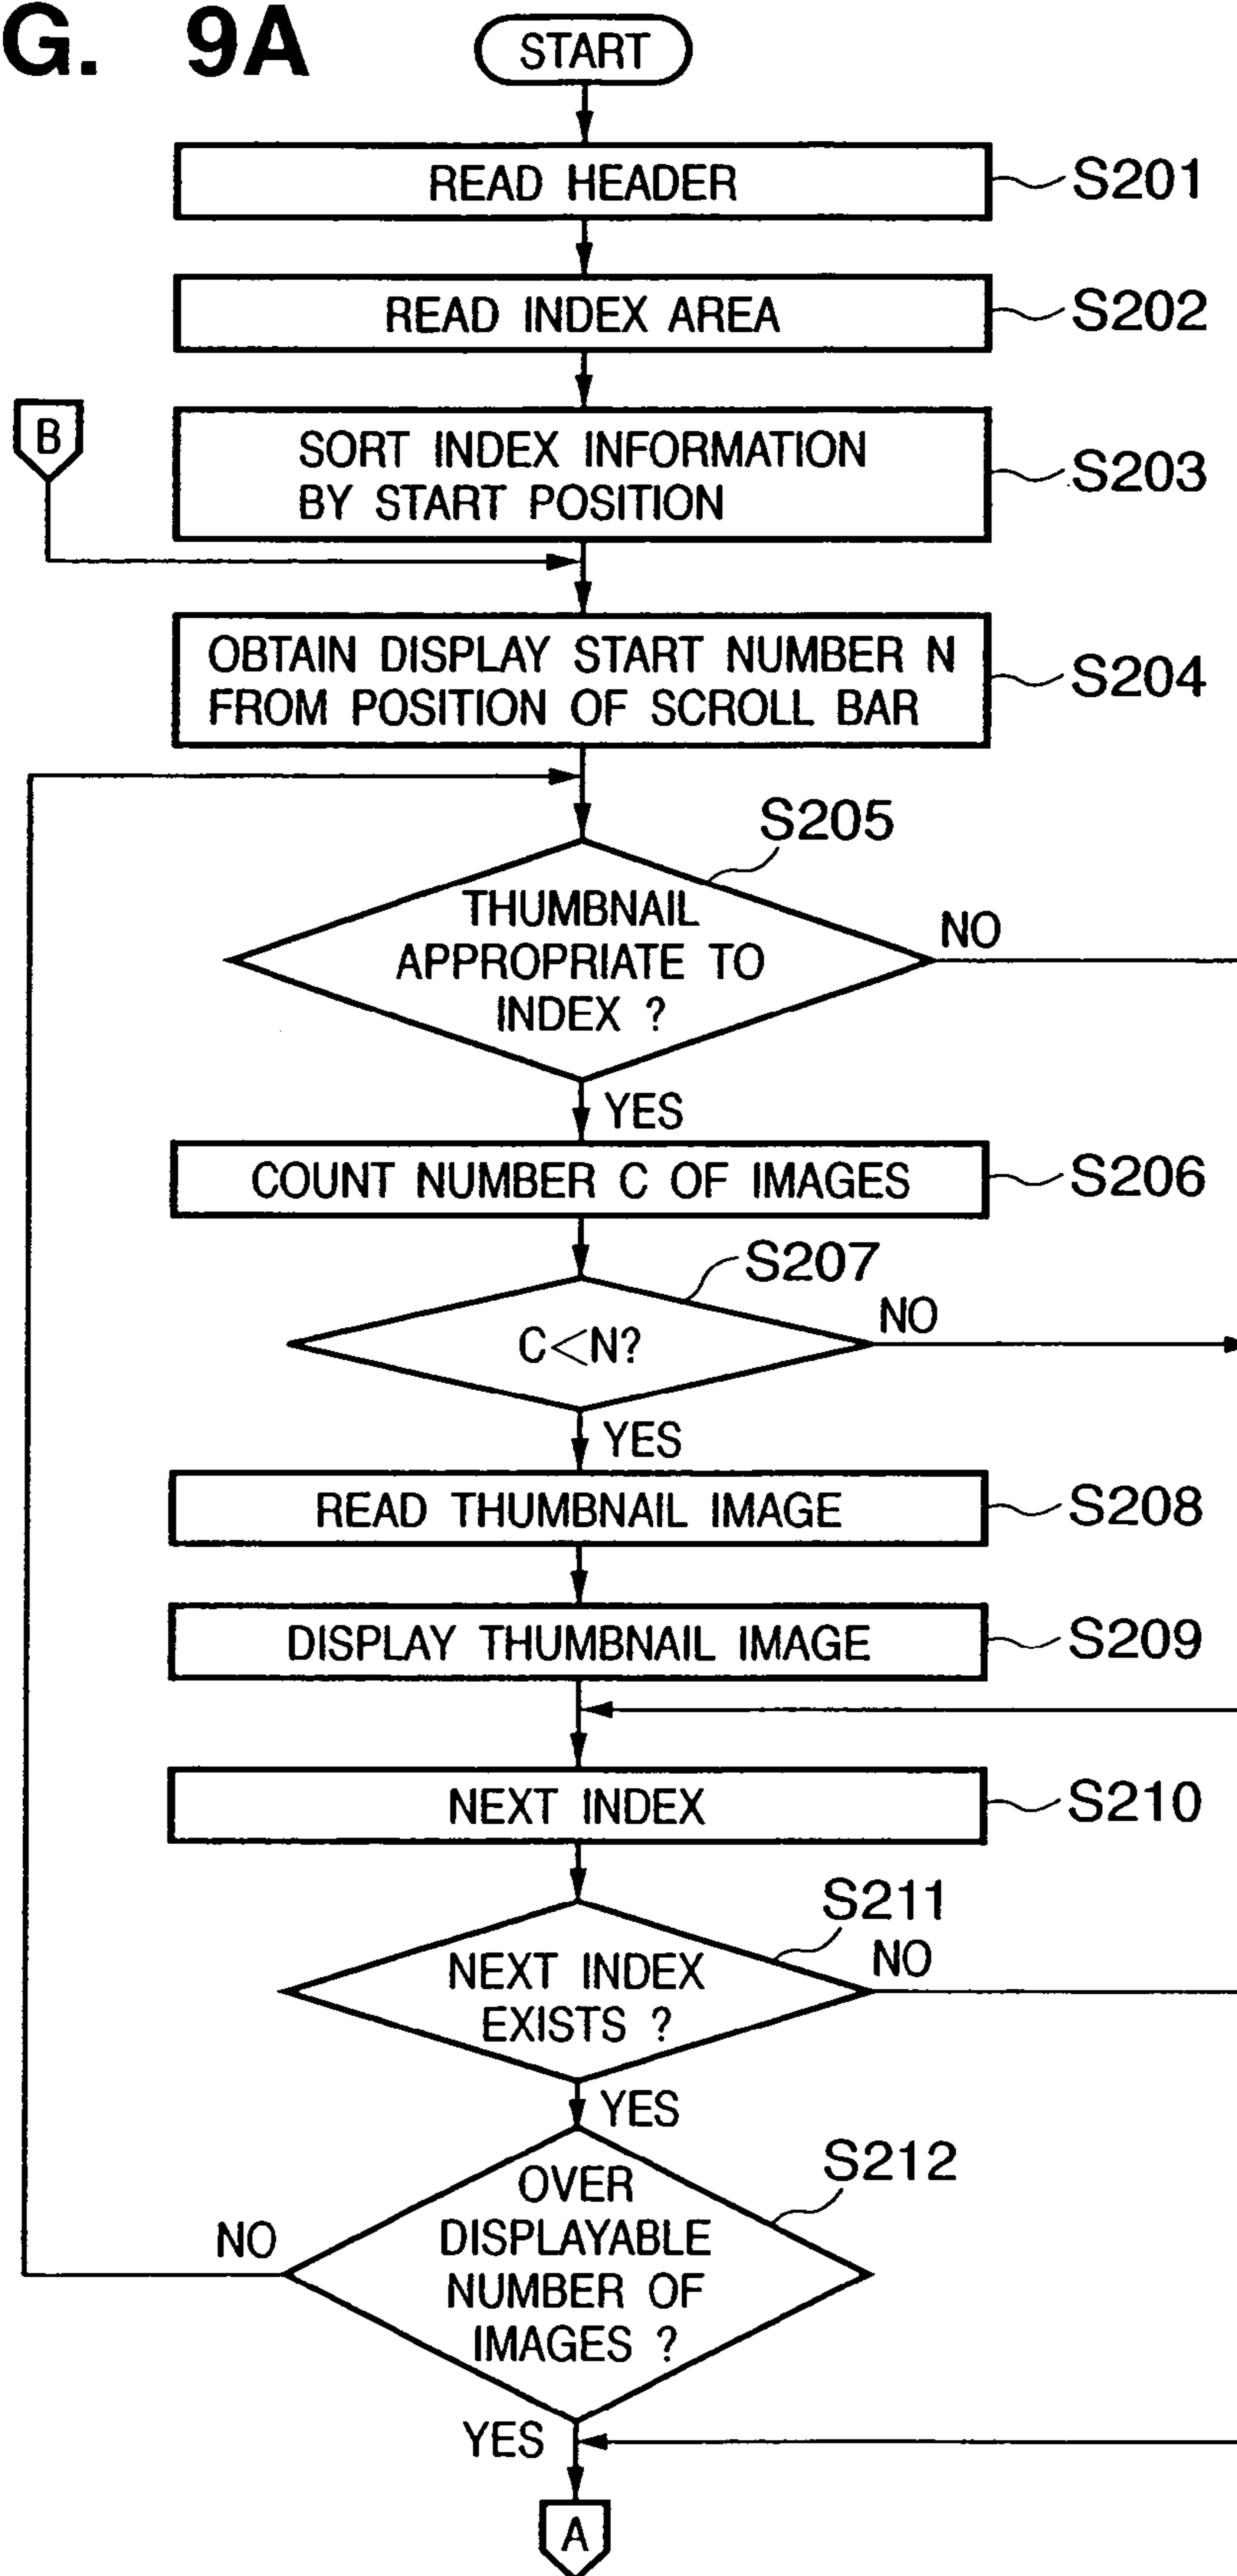 G. 9A
START
READ HEADER
S201
READ INDEX AREA
S202
B
SORT INDEX INFORMATION
BY START POSITION
S203
OBTAIN DISPLAY START NUMBER N
FROM POSITION OF SCROLL BAR
S204
S205
THUMBNAIL
APPROPRIATE TO
INDEX ?
NO
YES
COUNT NUMBER C OF IMAGES
S206
S207
C<N?
NO
YES
READ THUMBNAIL IMAGE
S208
DISPLAY THUMBNAIL IMAGE
S209
NEXT INDEX
S210
S211
NEXT INDEX
EXISTS ?
NO
YES
S212
OVER
DISPLAYABLE
NUMBER OF
IMAGES ?
NO
YES
A